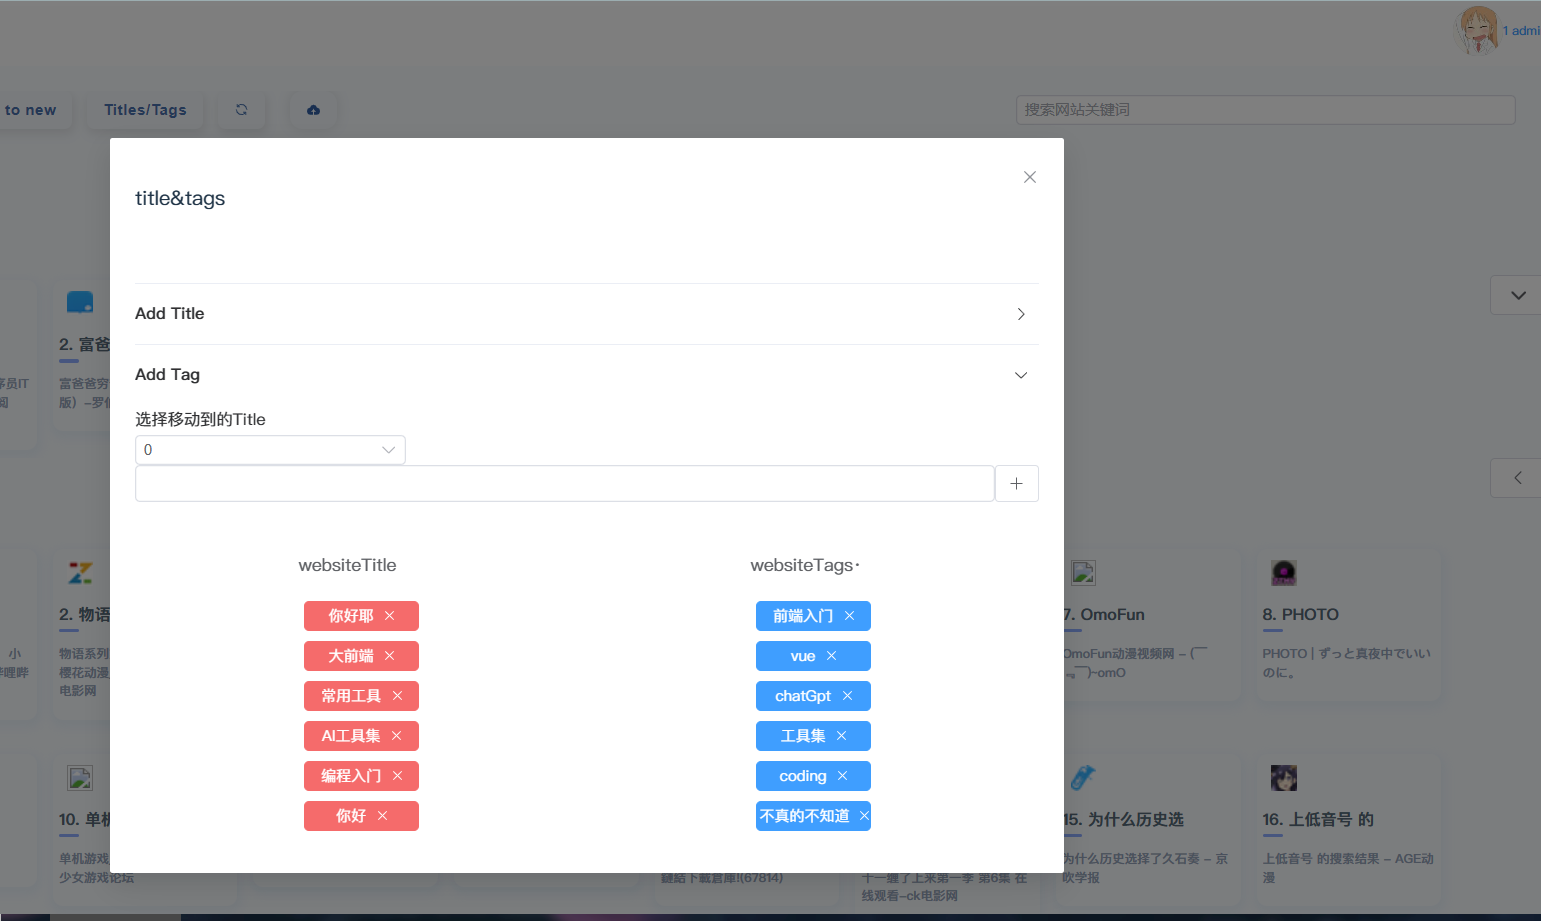 1 admi
to new
Titles/Tags
搜索网站关键词
title&tags
Add Title
Add Tag
选择移动到的Title
0
websiteTitle
websiteTags·
你好耶
前端入门
大前端
vue
常用工具
chatGpt
AI工具集
工具集
编程入门
coding
你好
不真的不知道
序员IT
阅
2. 富爸
富爸爸穷
版）-罗伯
小
哔哩哔
2. 物语
物语系列
樱花动漫
电影网
7. OmoFun
OmoFun动漫视频网 – (￣
﹃￣)~omO
8. PHOTO
PHOTO | ずっと真夜中でいい
のに。
10. 单机
单机游戏
少女游戏论坛
謎結下載倉庫!(67814)
十一缠了上来第一季 第6集 在
线观看-ck电影网
15. 为什么历史选
为什么历史选择了久石奏 – 京
吹学报
16. 上低音号 的
上低音号 的搜索结果 – AGE动
漫